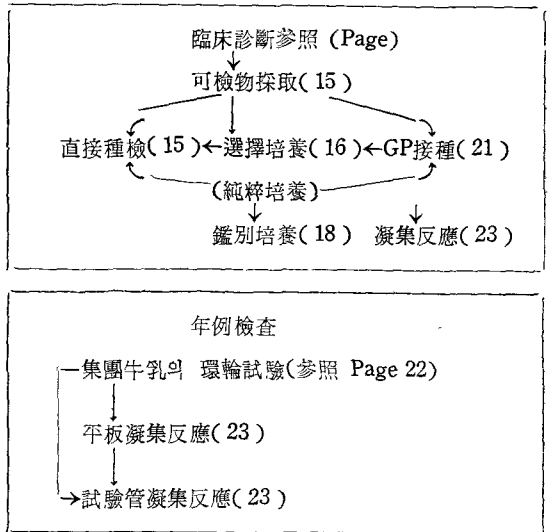 臨床診斷參照 (Page)
可檢物採取(15)
直接種檢(15)←選擇培養(16)←GP接種(21)
(純粹培養)
鑑別培養(18) 凝集反應(23)
年例檢査
集團牛乳의 環輪試驗(參照 Page 22)
平板凝集反應(23)
試驗管凝集反應(23)